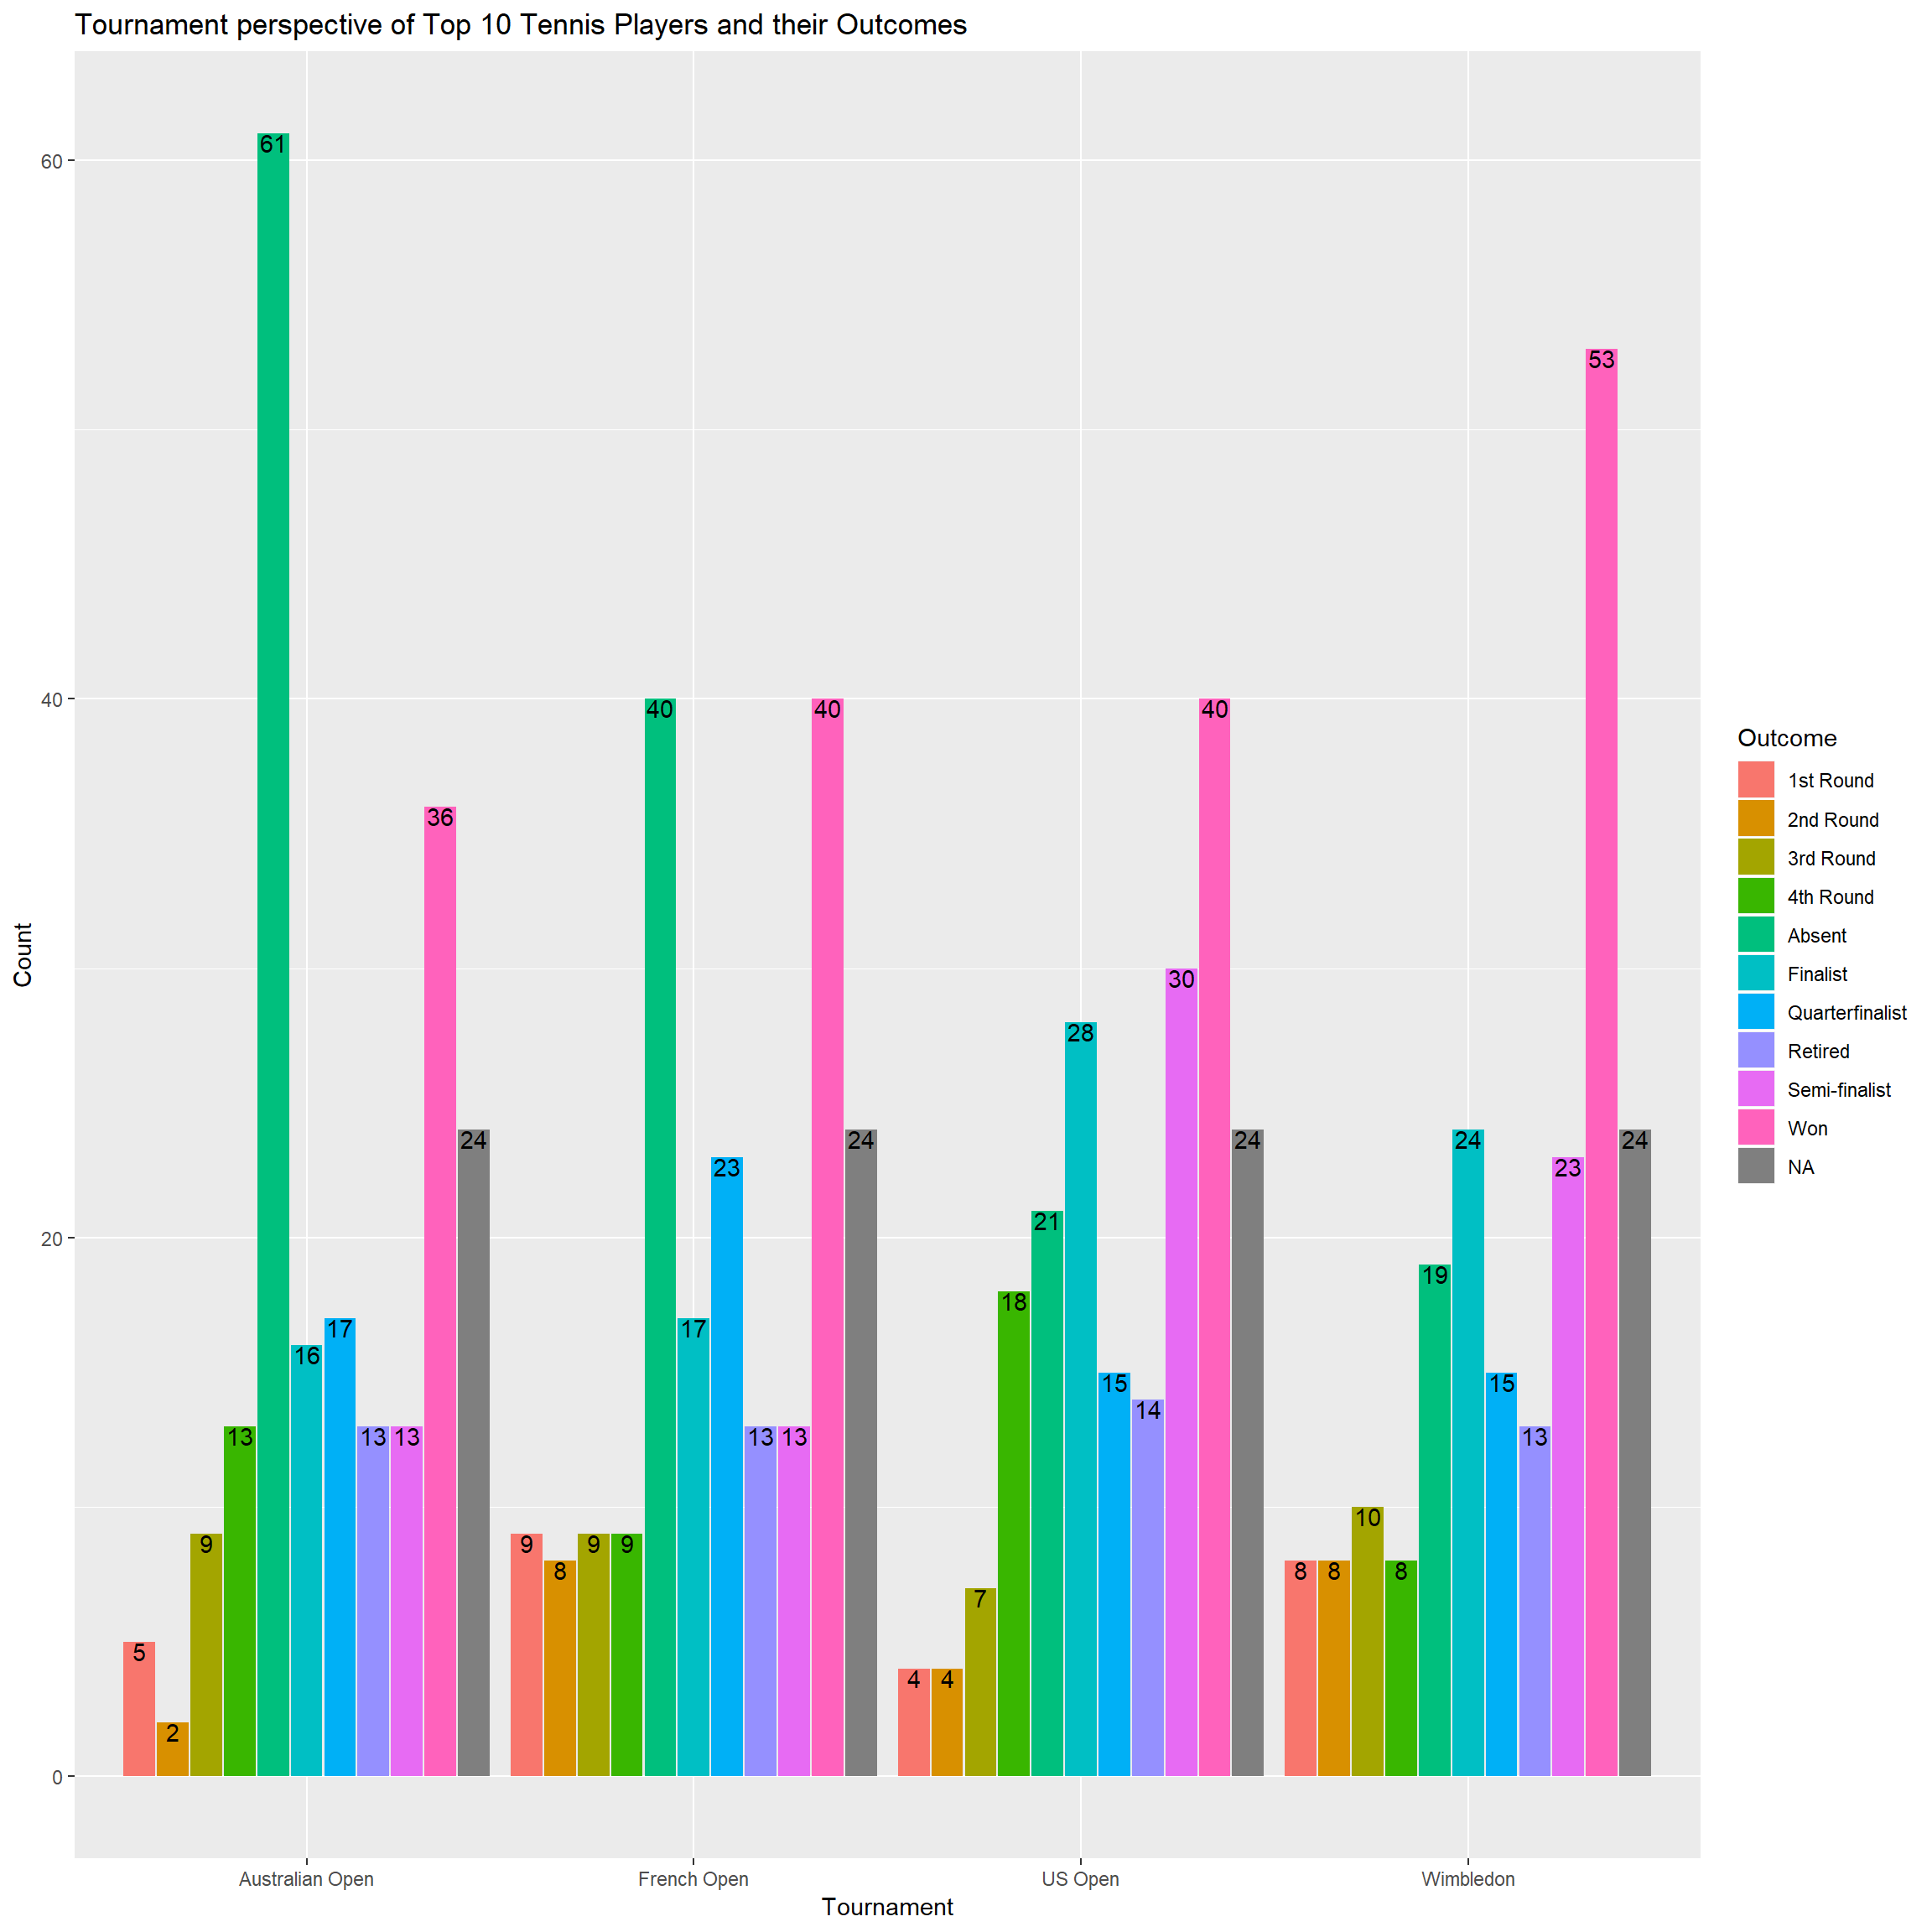 Tournament perspective of Top 10 Tennis Players and their Outcomes
Count
60
40
20
0
5 2 9 13 61 16 17 13 13 36 24
9 8 9 9 40 17 23 13 13 40 24
4 4 7 18 21 28 15 14 30 40 24
8 8 10 8 19 24 15 13 23 53 24
Australian Open French Open US Open Wimbledon
Tournament
Outcome
1st Round
2nd Round
3rd Round
4th Round
Absent
Finalist
Quarterfinalist
Retired
Semi-finalist
Won
NA